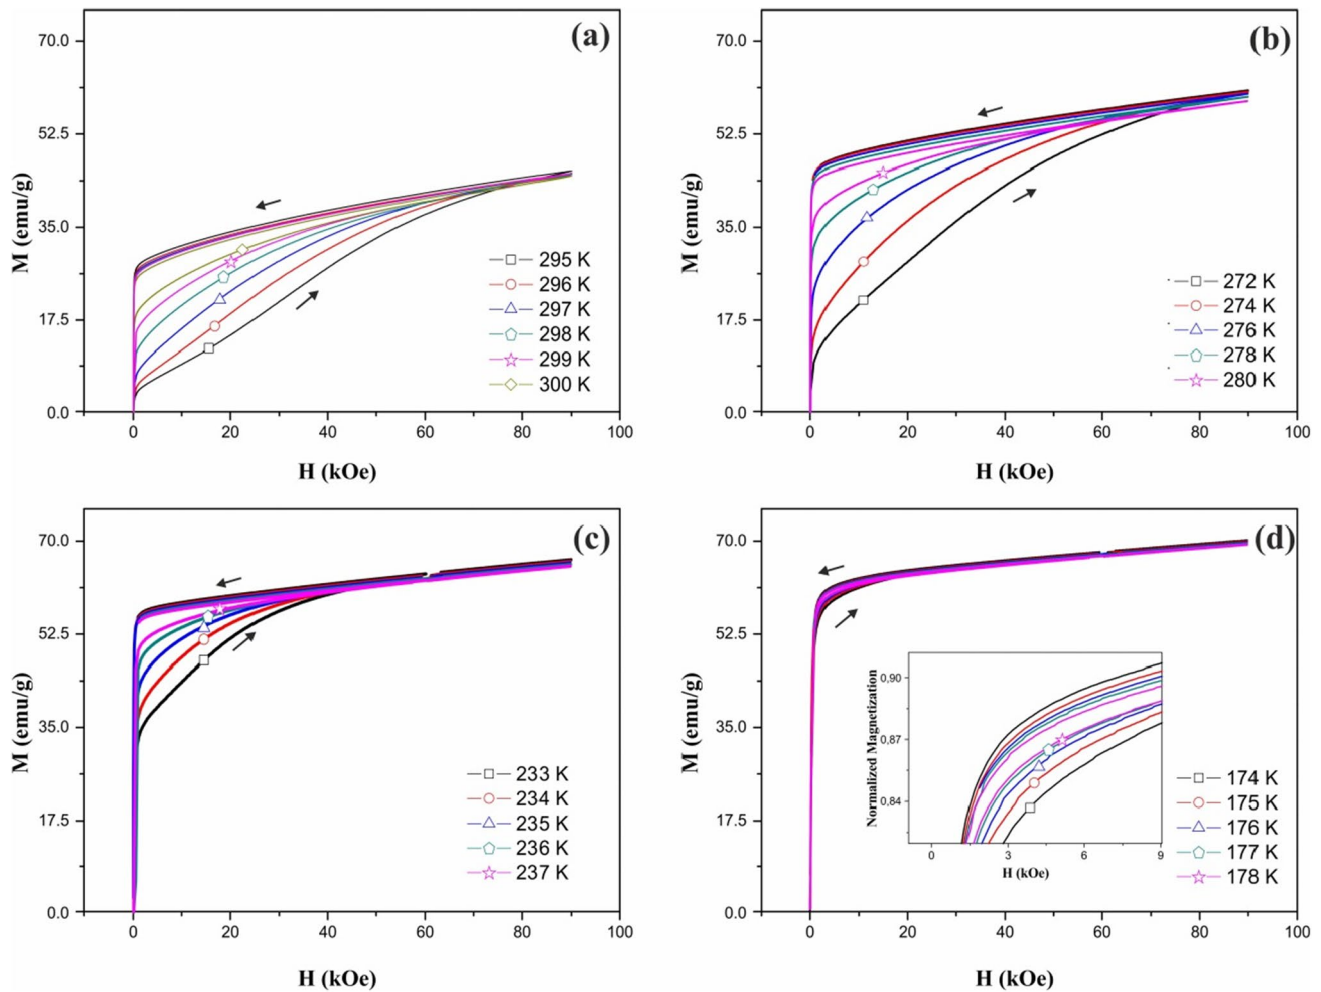 (a)
M (emu/g)
70.0
52.5
35.0
17.5
0.0
295 K
296 K
297 K
298 K
299 K
300 K
0 20 40 60 80 100
H (kOe)
(b)
M (emu/g)
70.0
52.5
35.0
17.5
0.0
272 K
274 K
276 K
278 K
280 K
0 20 40 60 80 100
H (kOe)
(c)
M (emu/g)
70.0
52.5
35.0
17.5
0.0
233 K
234 K
235 K
236 K
237 K
0 20 40 60 80 100
H (kOe)
(d)
M (emu/g)
70.0
52.5
35.0
17.5
0.0
Normalized Magnetization
0.90
0.87
0.84
0 3 6 9
H (kOe)
174 K
175 K
176 K
177 K
178 K
0 20 40 60 80 100
H (kOe)